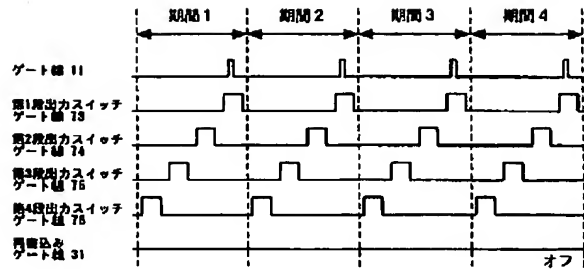 期間1 期間2 期間3 期間4
ゲート線 11
第1段出力スイッチ
ゲート線 73
第2段出力スイッチ
ゲート線 74
第3段出力スイッチ
ゲート線 75
第4段出力スイッチ
ゲート線 76
再書込み
ゲート線 31
オフ